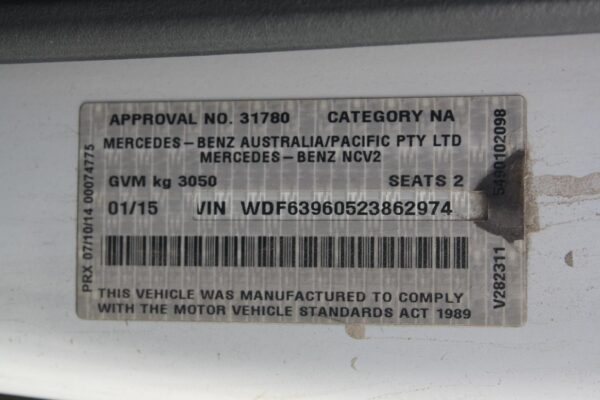 APPROVAL NO. 31780 CATEGORY NA
MERCEDES-BENZ AUSTRALIA/PACIFIC PTY LTD
MERCEDES-BENZ NCV2
GVM kg 3050 SEATS 2
01/15 VIN WDF63960523862974
THIS VEHICLE WAS MANUFACTURED TO COMPLY
WITH THE MOTOR VEHICLE STANDARDS ACT 1989
PRX 07/10/14 00074775
V282311 5490102098